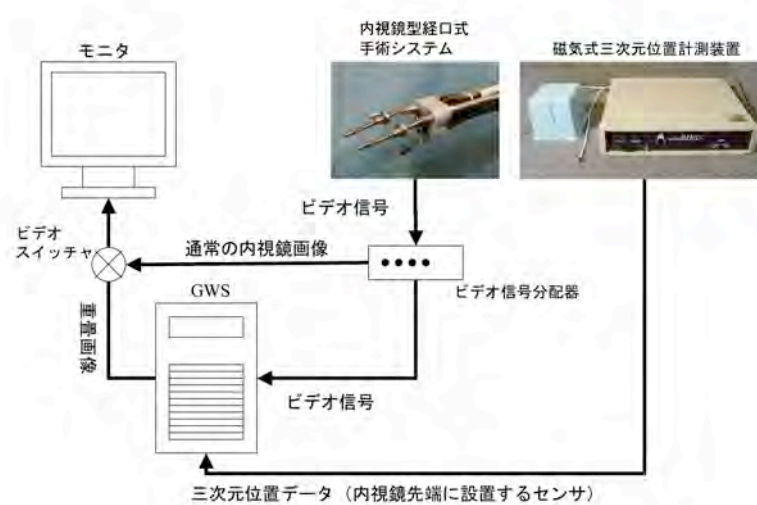 内視鏡型経口式
手術システム
磁気式三次元位置計測装置
モニタ
ビデオ信号
ビデオ
スイッチャ
通常の内視鏡画像
ビデオ信号分配器
GWS
重畳画像
ビデオ信号
三次元位置データ（内視鏡先端に設置するセンサ）